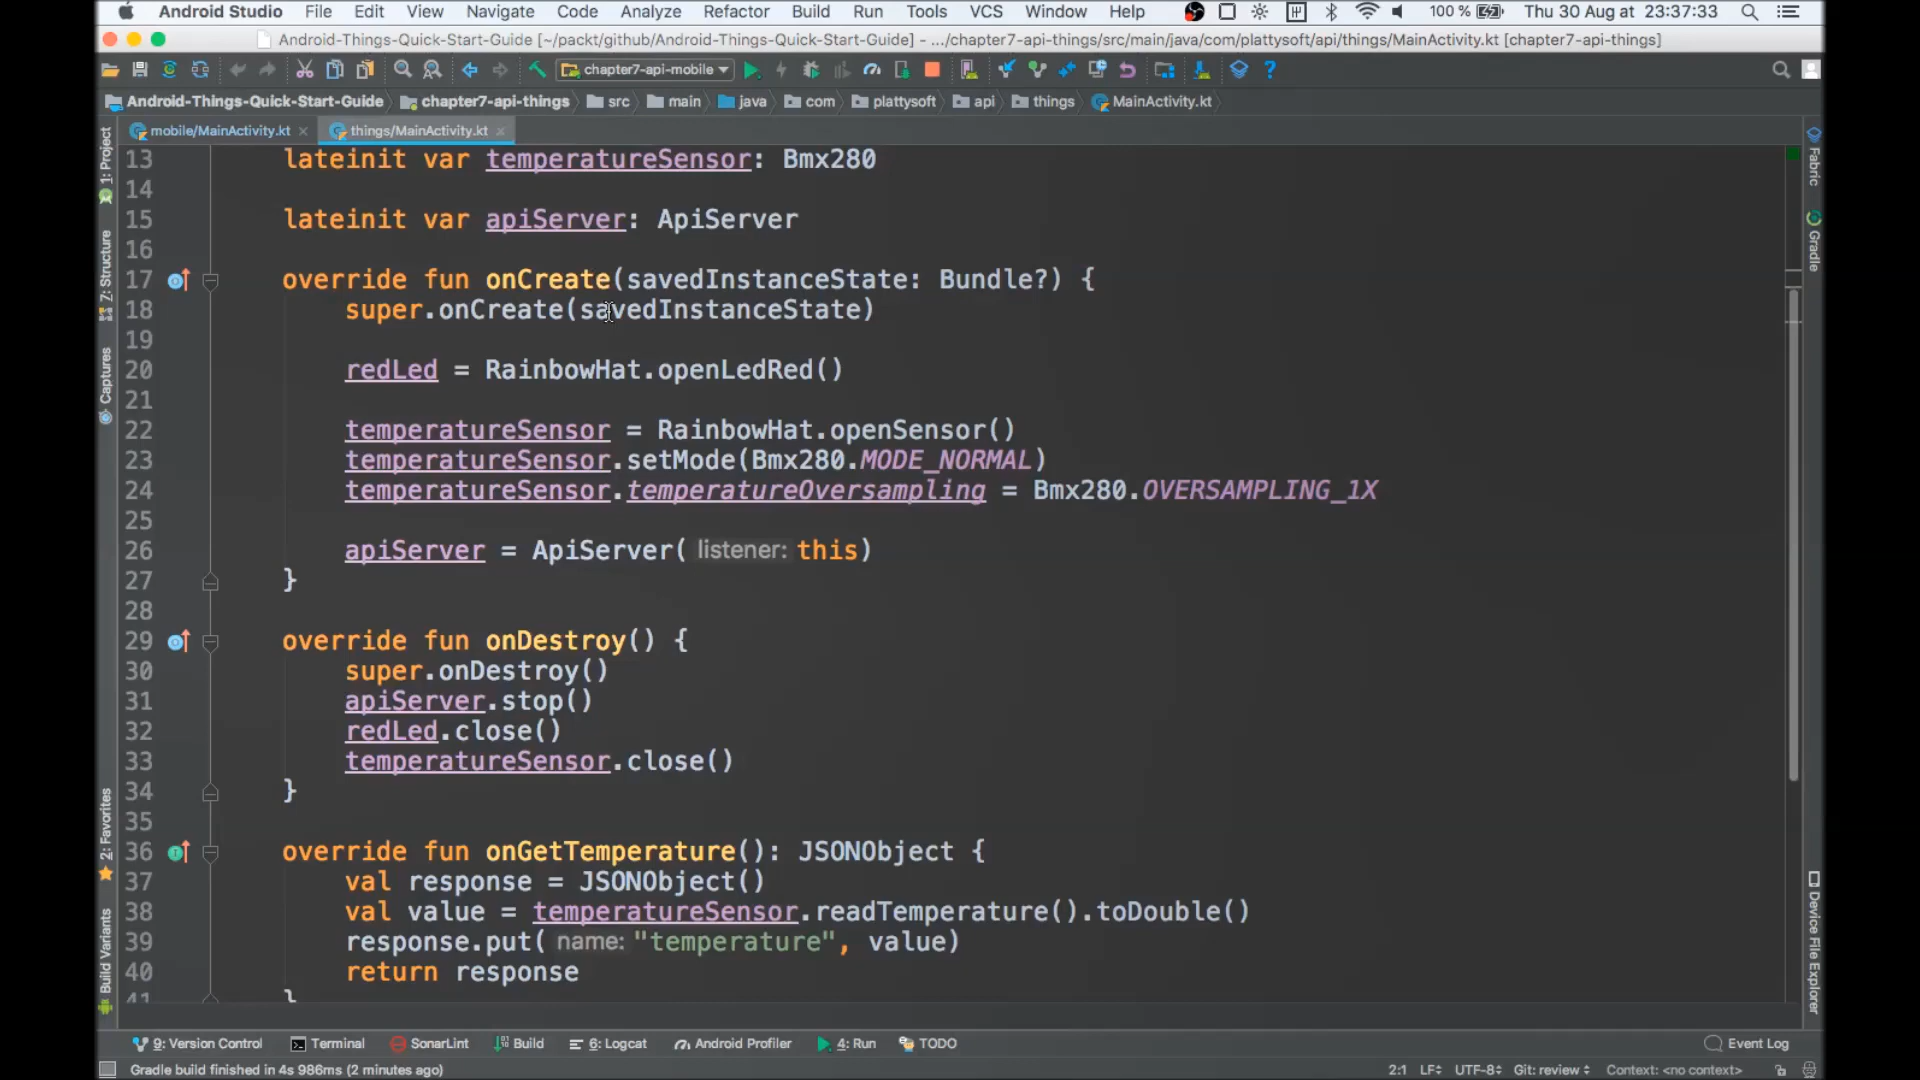 Android Studio File Edit View Navigate Code Analyze Refactor Build Run Tools VCS Window Help 100 % Thu 30 Aug at 23:37:33
Android-Things-Quick-Start-Guide [~/packt/github/Android-Things-Quick-Start-Guide] - .../chapter7-api-things/src/main/java/com/plattysoft/api/things/MainActivity.kt [chapter7-api-things]
chapter7-api-mobile
Android-Things-Quick-Start-Guide chapter7-api-things src main java com plattysoft api things MainActivity.kt
mobile/MainActivity.kt things/MainActivity.kt
1: Project
7: Structure
Captures
2: Favorites
Build Variants
13 lateinit var temperatureSensor: Bmx280
14
15 lateinit var apiServer: ApiServer
16
17 override fun onCreate(savedInstanceState: Bundle?) {
18 super.onCreate(savedInstanceState)
19
20 redLed = RainbowHat.openLedRed()
21
22 temperatureSensor = RainbowHat.openSensor()
23 temperatureSensor.setMode(Bmx280.MODE_NORMAL)
24 temperatureSensor.temperatureOversampling = Bmx280.OVERSAMPLING_1X
25
26 apiServer = ApiServer( listener: this)
27 }
28
29 override fun onDestroy() {
30 super.onDestroy()
31 apiServer.stop()
32 redLed.close()
33 temperatureSensor.close()
34 }
35
36 override fun onGetTemperature(): JSONObject {
37 val response = JSONObject()
38 val value = temperatureSensor.readTemperature().toDouble()
39 response.put( name: "temperature", value)
40 return response
41 }
Fabric
Gradle
Device File Explorer
9: Version Control Terminal SonarLint Build 6: Logcat Android Profiler 4: Run TODO Event Log
Gradle build finished in 4s 986ms (2 minutes ago) 2:1 LF UTF-8 Git: review Context: <no context>